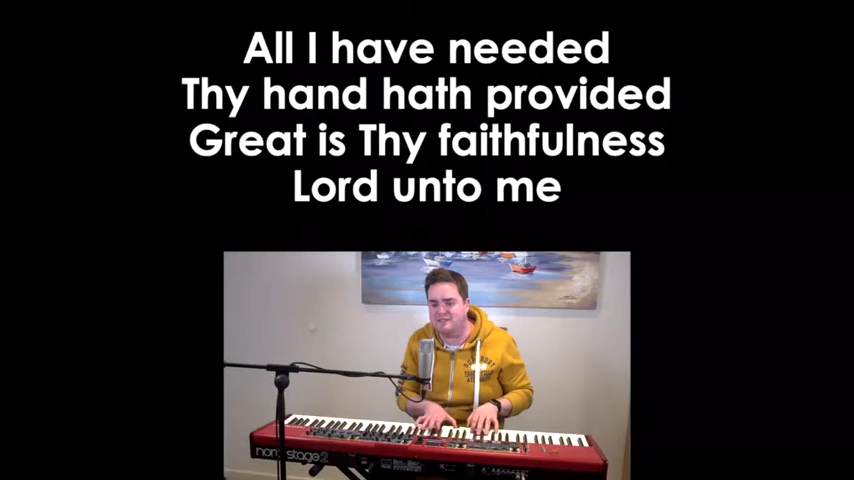 All I have needed
Thy hand hath provided
Great is Thy faithfulness
Lord unto me
nord stage 2